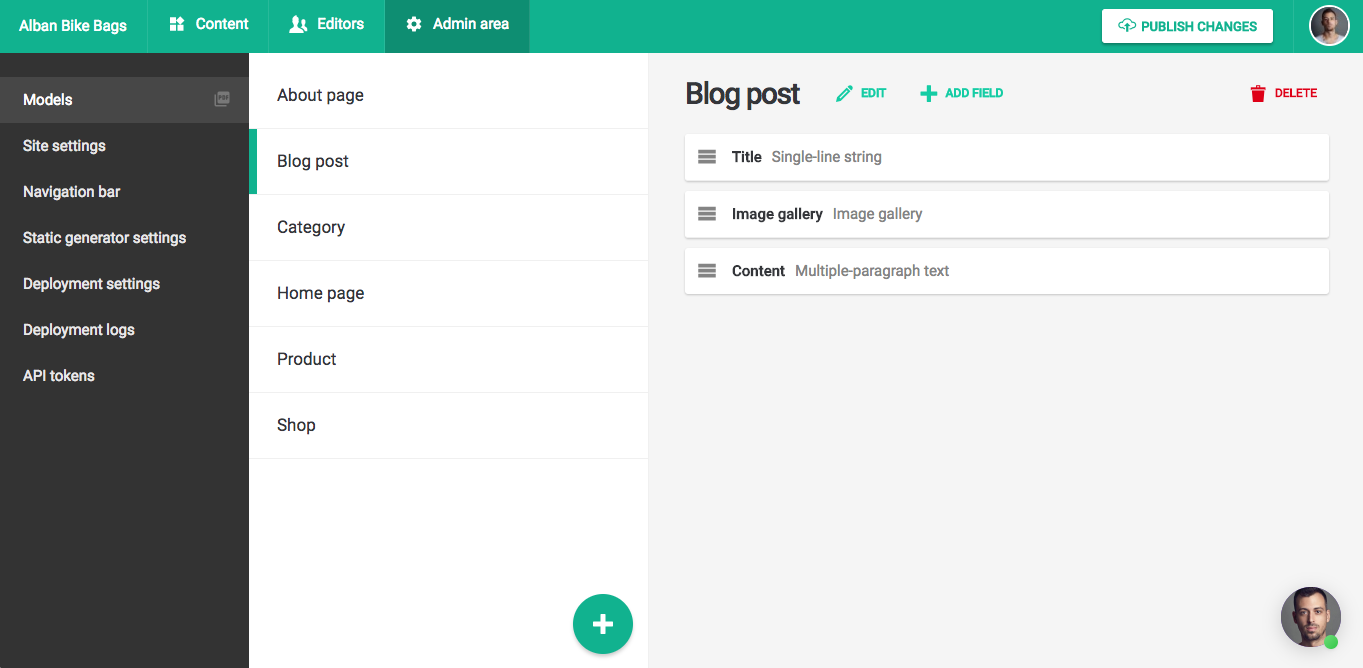 Alban Bike Bags
Content
Editors
Admin area
PUBLISH CHANGES
Models
Site settings
Navigation bar
Static generator settings
Deployment settings
Deployment logs
API tokens
About page
Blog post
Category
Home page
Product
Shop
Blog post
EDIT
ADD FIELD
DELETE
Title Single-line string
Image gallery Image gallery
Content Multiple-paragraph text